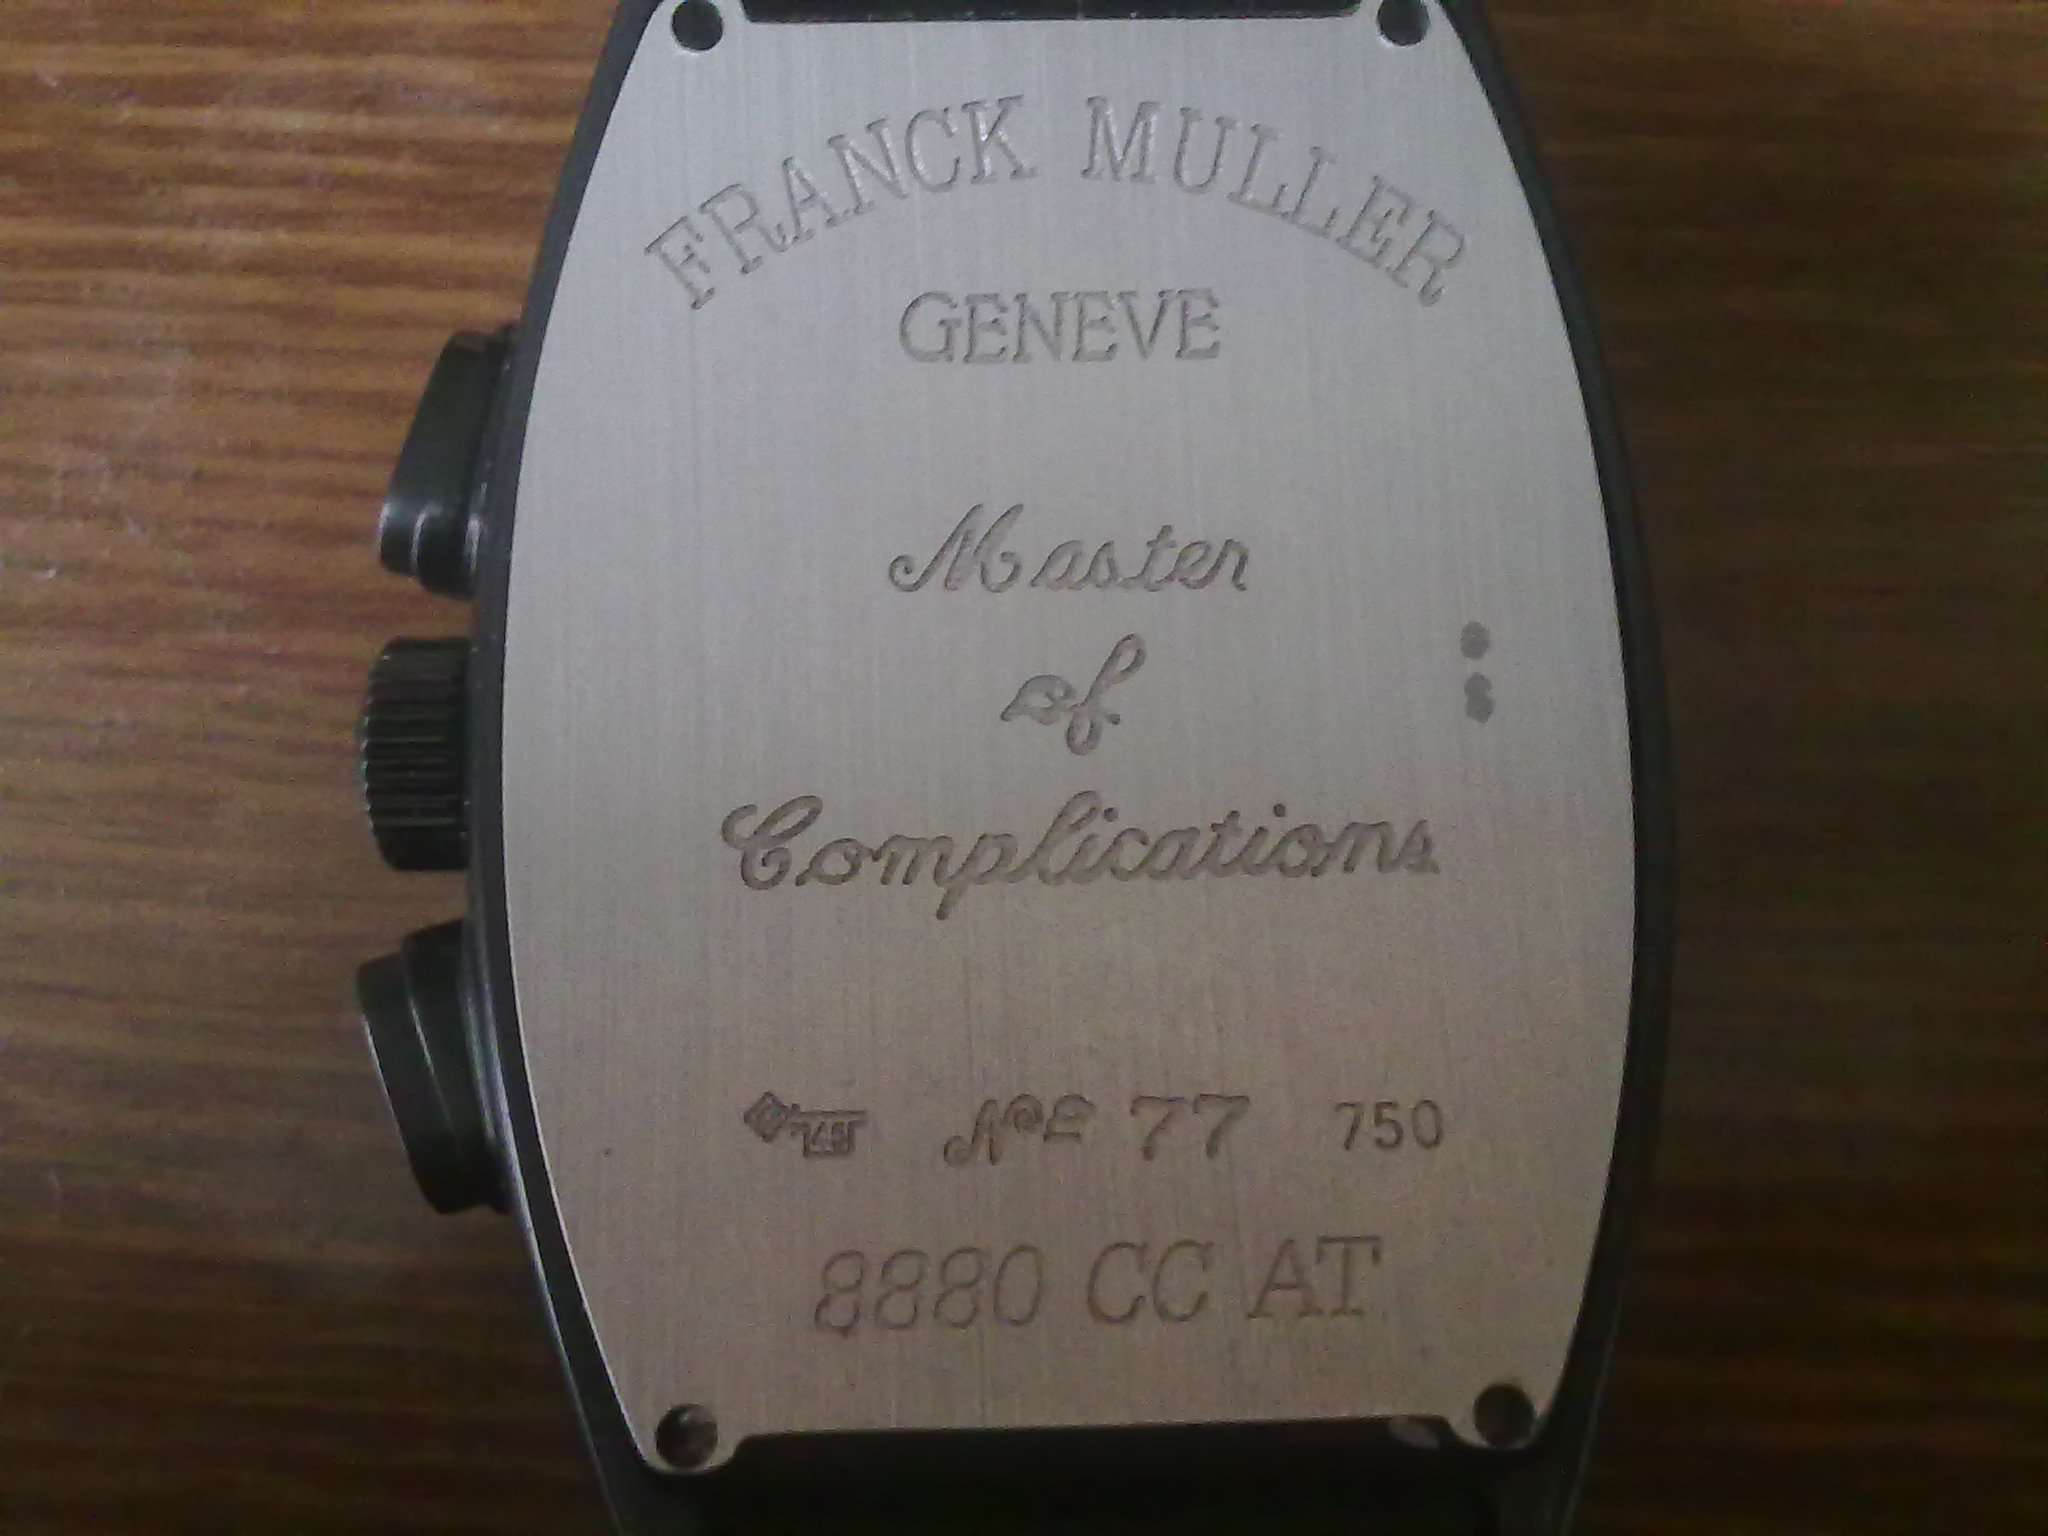 FRANCK MULLER
GENEVE
Master
of
Complications
Nº 77 750
8880 CC AT